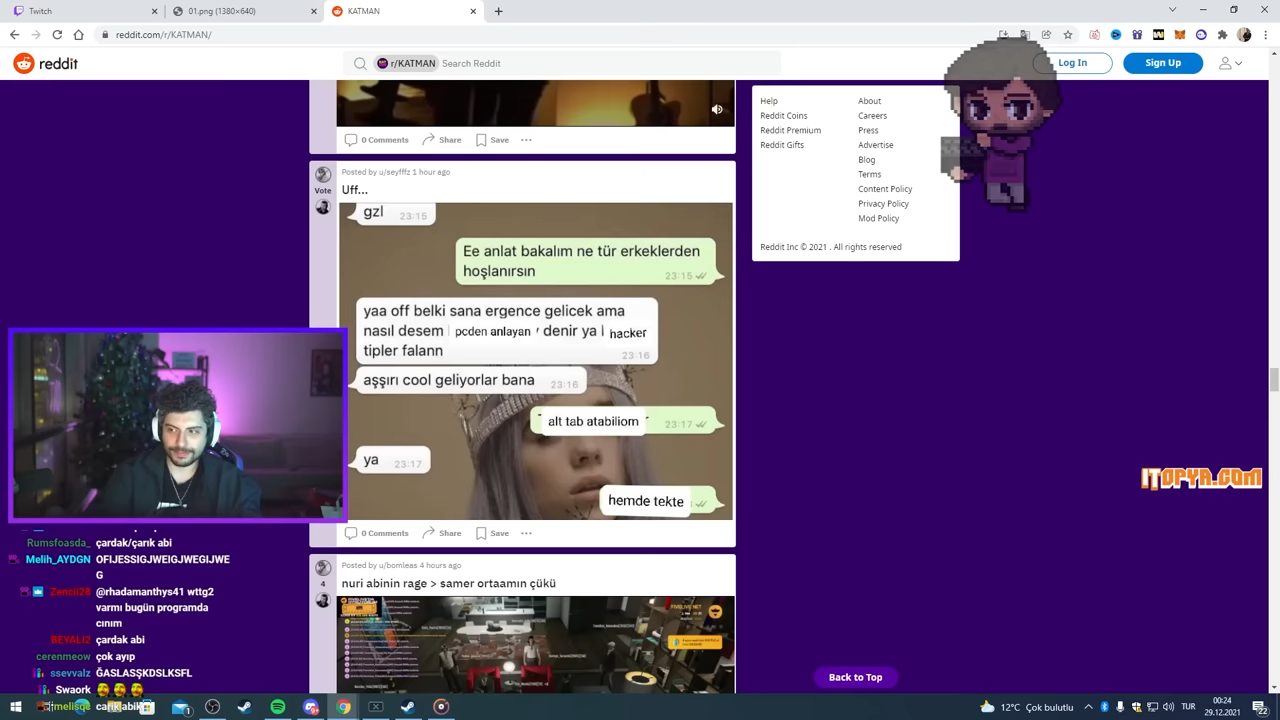 Twitch
01.png (1380×640)
KATMAN
reddit.com/r/KATMAN/
reddit
r/KATMAN
Search Reddit
Log In
Sign Up
0 Comments
Share
Save
Help
Reddit Coins
Reddit Premium
Reddit Gifts
About
Careers
Press
Advertise
Blog
Terms
Content Policy
Privacy Policy
Mod Policy
Reddit Inc © 2021 . All rights reserved
Vote
Posted by u/seyfffz 1 hour ago
Uff...
gzl 23:15
Ee anlat bakalım ne tür erkeklerden
hoşlanırsın
23:15
yaa off belki sana ergence gelicek ama
nasıl desem pcden anlayan denir ya hacker
tipler falann
23:16
aşşırı cool geliyorlar bana 23:16
alt tab atabiliom 23:17
ya 23:17
hemde tekte
0 Comments
Share
Save
4
Posted by u/bomleas 4 hours ago
nuri abinin rage > samer ortaamın çükü
Back to Top
ITOPYA.COM
Rumsfoasda_ çardak/çarık abi
Melih_AYDGN OFIJESSIGJWEIGJWEGIJWE
G
Zencii28 @rhadamanthys41 wttg2
varmı bugün programda
cınım
BEYALIZ çardak abi
cerenmeow
Swaorx
12°C Çok bulutlu
TUR
00:24
29.12.2021
22